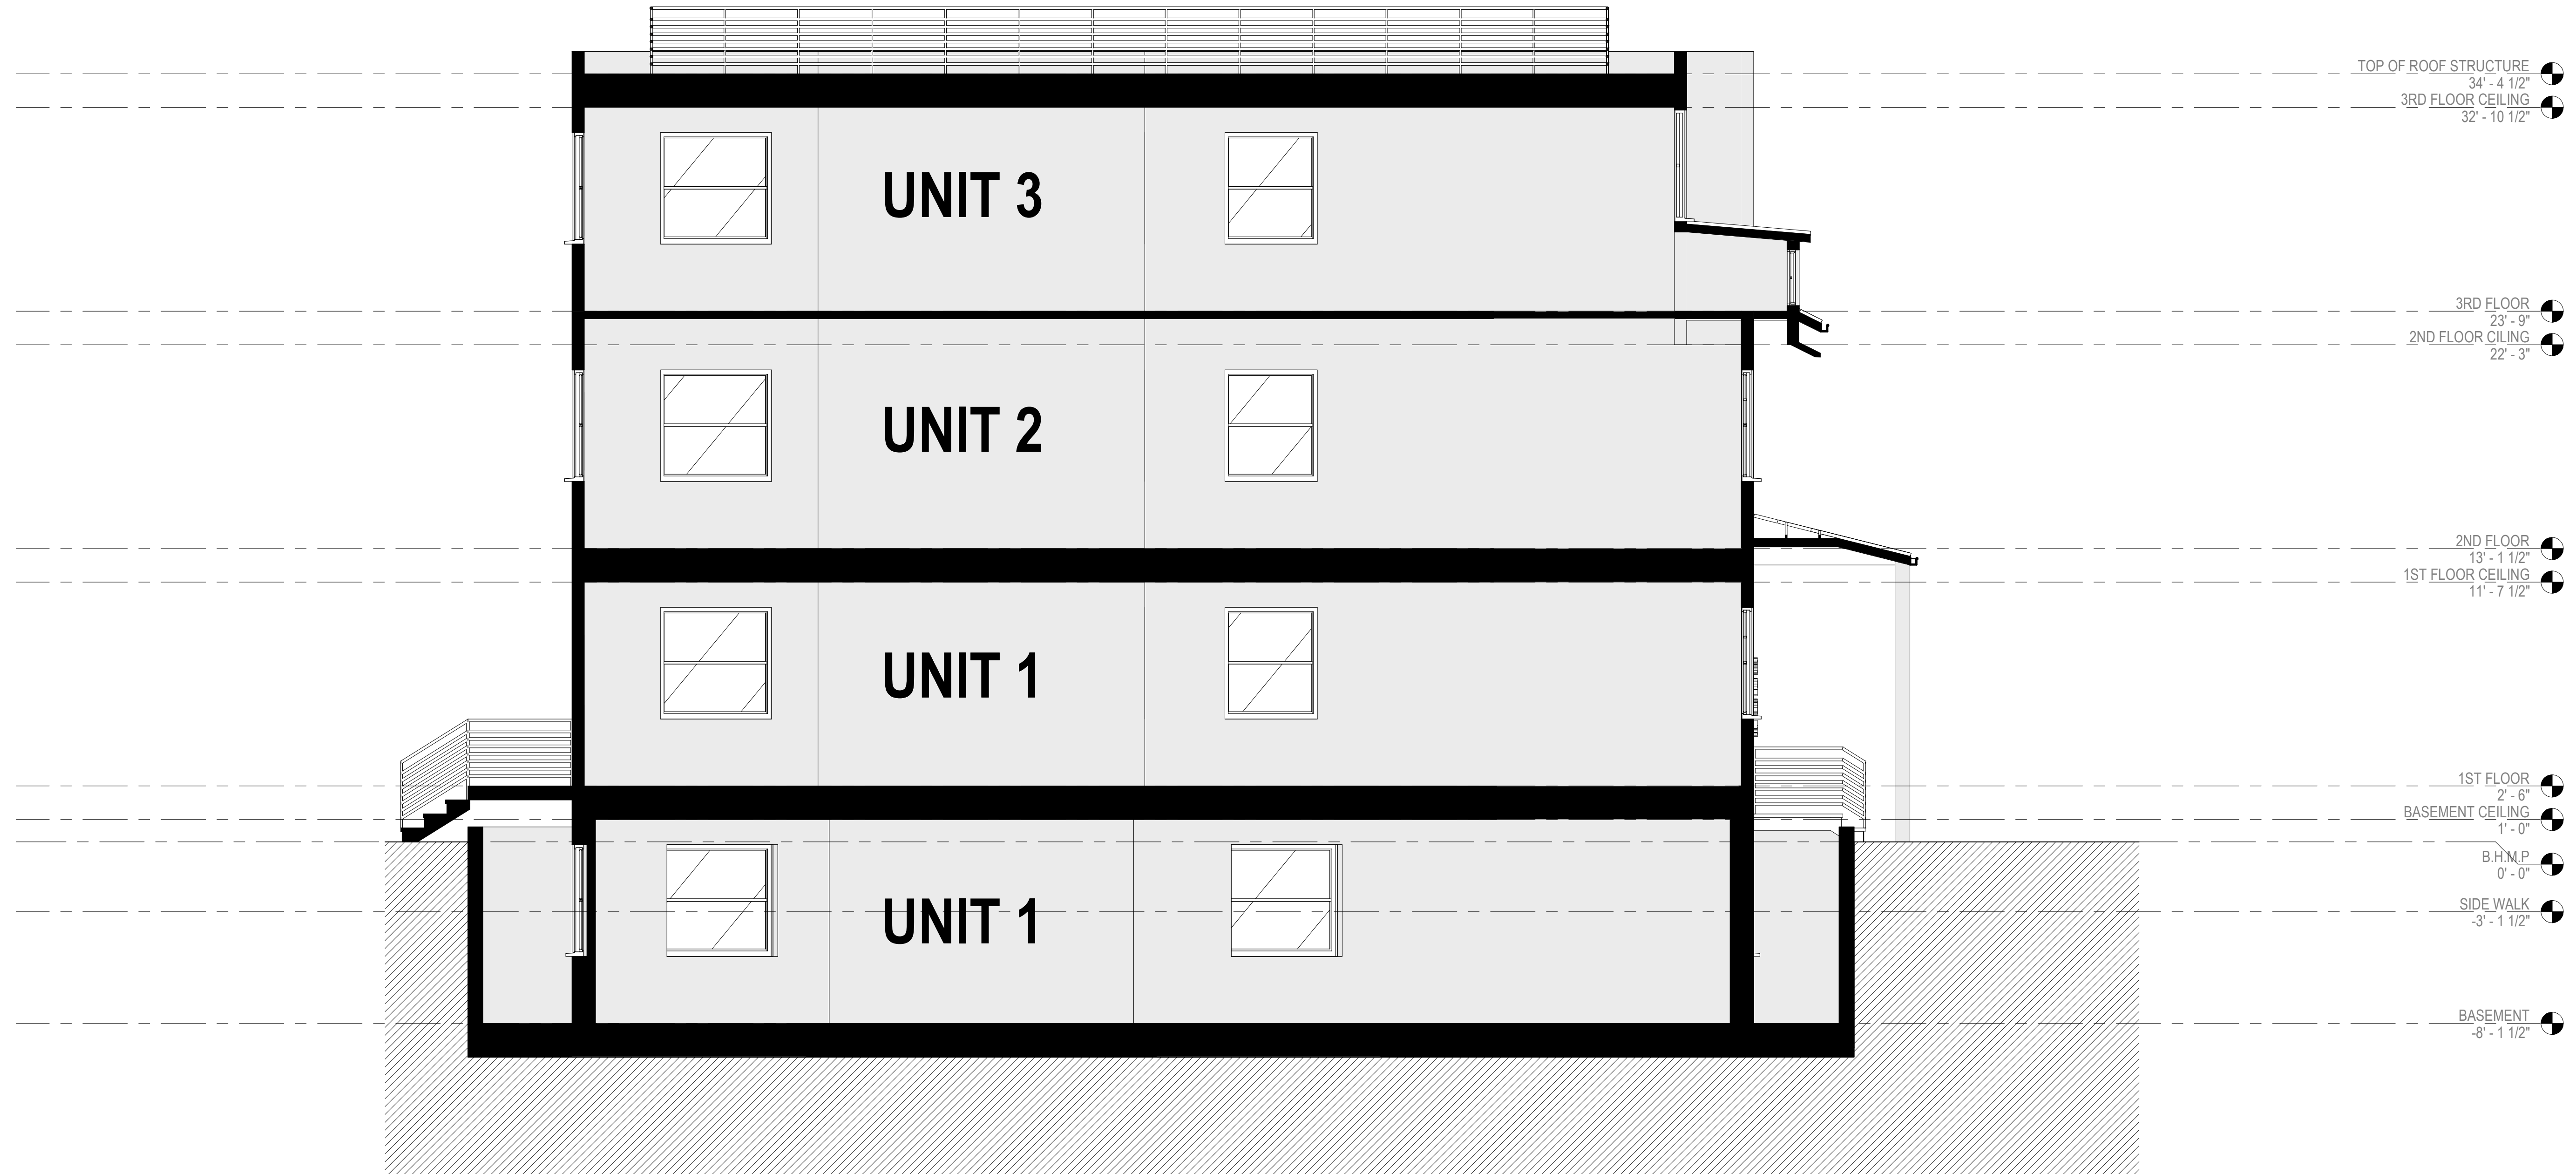 TOP OF ROOF STRUCTURE
34' - 4 1/2"
3RD FLOOR CEILING
32' - 10 1/2"
UNIT 3
3RD FLOOR
23' - 9"
2ND FLOOR CILING
22' - 3"
UNIT 2
2ND FLOOR
13' - 1 1/2"
1ST FLOOR CEILING
11' - 7 1/2"
UNIT 1
1ST FLOOR
2' - 6"
BASEMENT CEILING
1' - 0"
B.H.M.P
0' - 0"
UNIT 1
SIDE WALK
-3' - 1 1/2"
BASEMENT
-8' - 1 1/2"